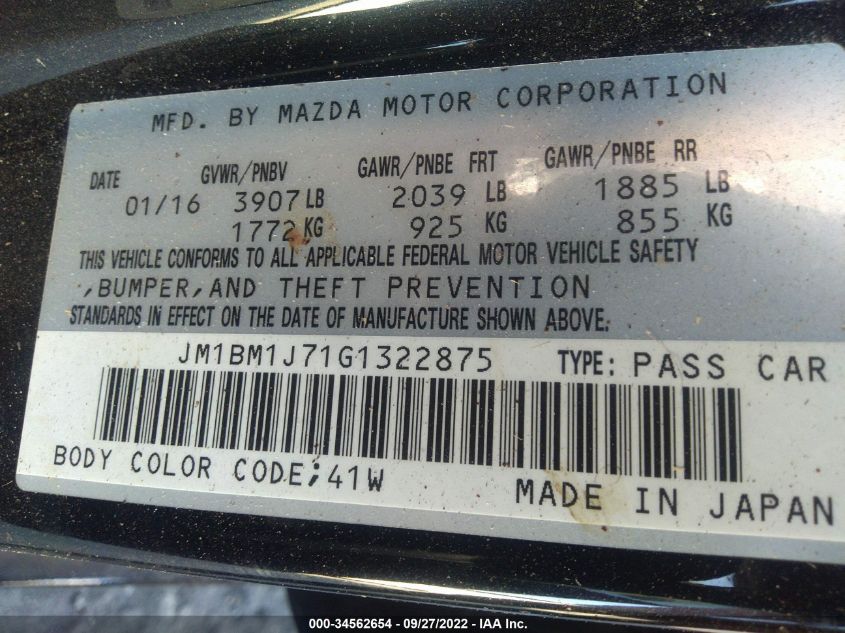 MFD. BY MAZDA MOTOR CORPORATION
DATE GVWR/PNBV GAWR/PNBE FRT GAWR/PNBE RR
01/16 3907 LB 2039 LB 1885 LB
1772 KG 925 KG 855 KG
THIS VEHICLE CONFORMS TO ALL APPLICABLE FEDERAL MOTOR VEHICLE SAFETY
,BUMPER,AND THEFT PREVENTION
STANDARDS IN EFFECT ON THE DATE OF MANUFACTURE SHOWN ABOVE.
JM1BM1J71G1322875 TYPE: PASS CAR
BODY COLOR CODE;41W
MADE IN JAPAN
000-34562654 - 09/27/2022 - IAA Inc.